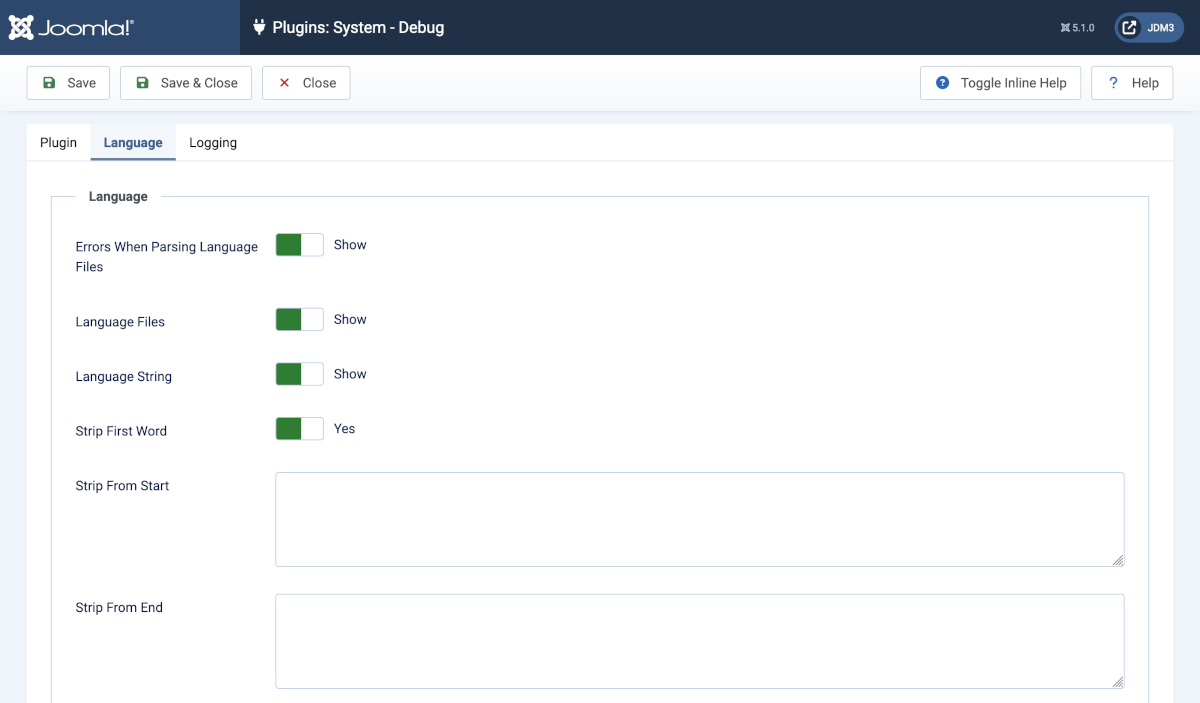 Joomla!®
Plugins: System - Debug
5.1.0
JDM3
Save
Save & Close
Close
Toggle Inline Help
? Help
Plugin
Language
Logging
Language
Errors When Parsing Language
Files
Show
Language Files
Show
Language String
Show
Strip First Word
Yes
Strip From Start
Strip From End